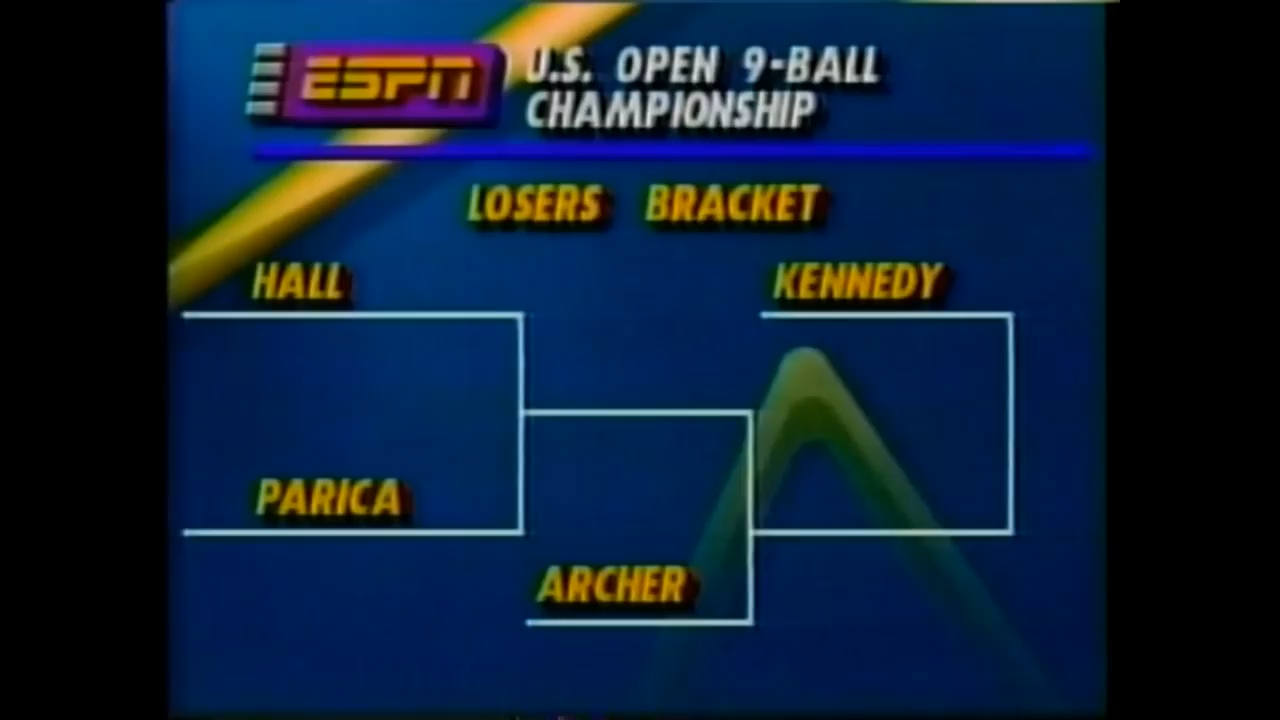 ESPN
U.S. OPEN 9-BALL
CHAMPIONSHIP
LOSERS BRACKET
HALL
KENNEDY
PARICA
ARCHER